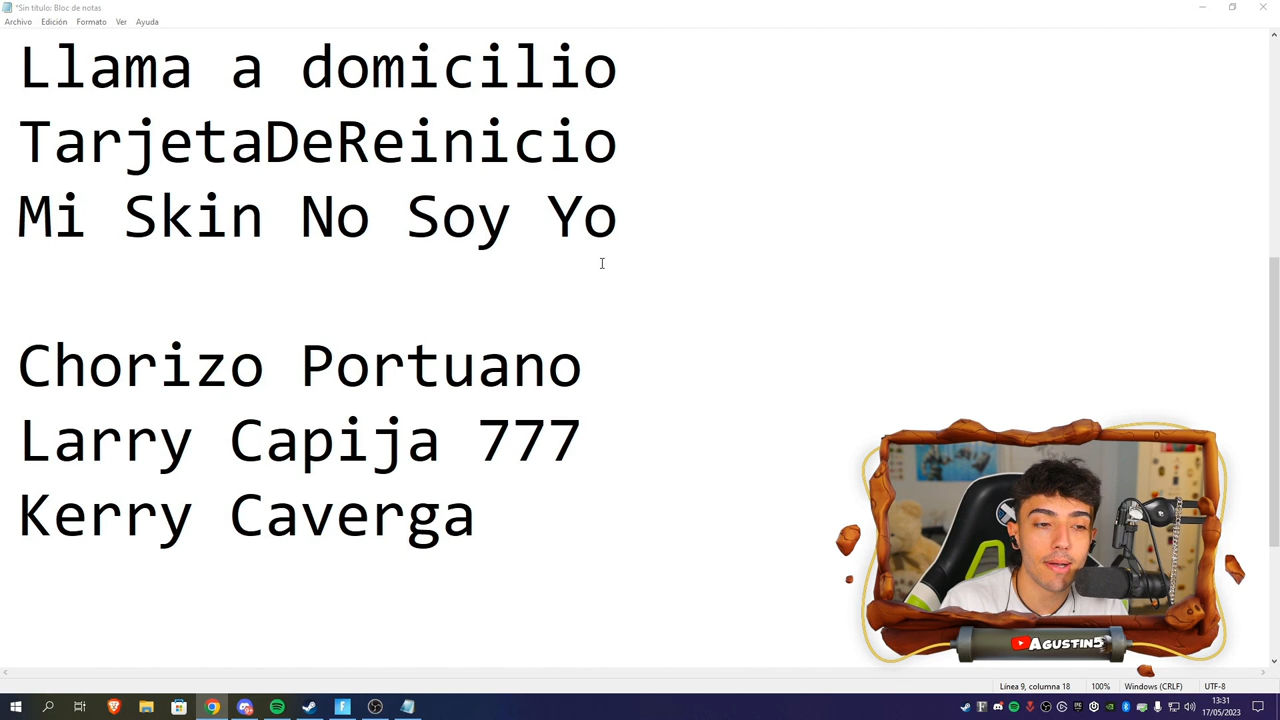 *Sin título: Bloc de notas
Archivo Edición Formato Ver Ayuda
Llama a domicilio
TarjetaDeReinicio
Mi Skin No Soy Yo
Chorizo Portuano
Larry Capija 777
Kerry Caverga
AGUSTIN5
Línea 9, columna 18 100% Windows (CRLF) UTF-8
13:31
17/05/2023